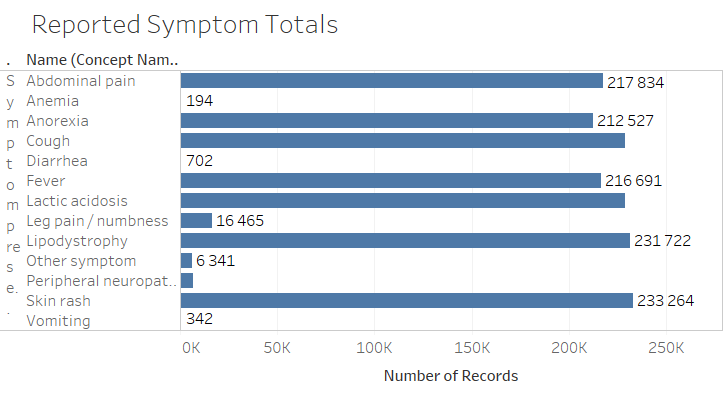 Reported Symptom Totals
. Name (Concept Nam..
Symptom prese. .
Abdominal pain 217 834
Anemia 194
Anorexia 212 527
Cough
Diarrhea 702
Fever 216 691
Lactic acidosis
Leg pain / numbness 16 465
Lipodystrophy 231 722
Other symptom 6 341
Peripheral neuropat..
Skin rash 233 264
Vomiting 342
0K 50K 100K 150K 200K 250K
Number of Records